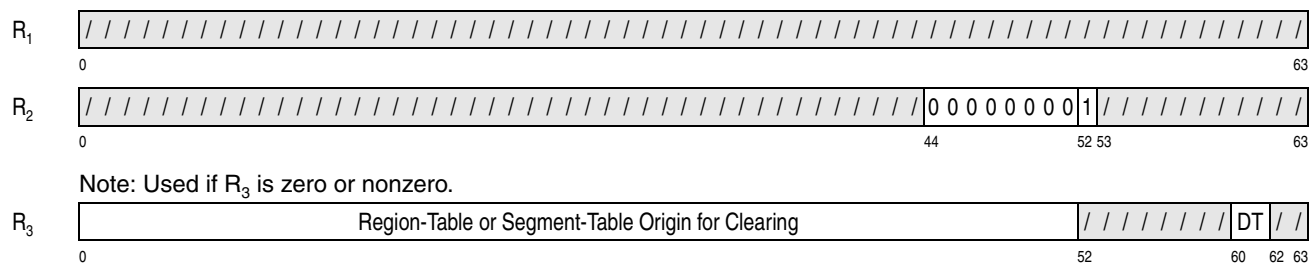 R1 / / / / / / / / / / / / / / / / / / / / / / / / / / / / / / / / / / / / / / / / / / / / / / / / / / / / / / / / / / / / / / / /
0 63
R2 / / / / / / / / / / / / / / / / / / / / / / / / / / / / / / / / / / / / / / / / / / / / 0 0 0 0 0 0 0 0 1 / / / / / / / / / / /
0 44 52 53 63
Note: Used if R3 is zero or nonzero.
R3 Region-Table or Segment-Table Origin for Clearing / / / / / / / / DT / /
0 52 60 62 63